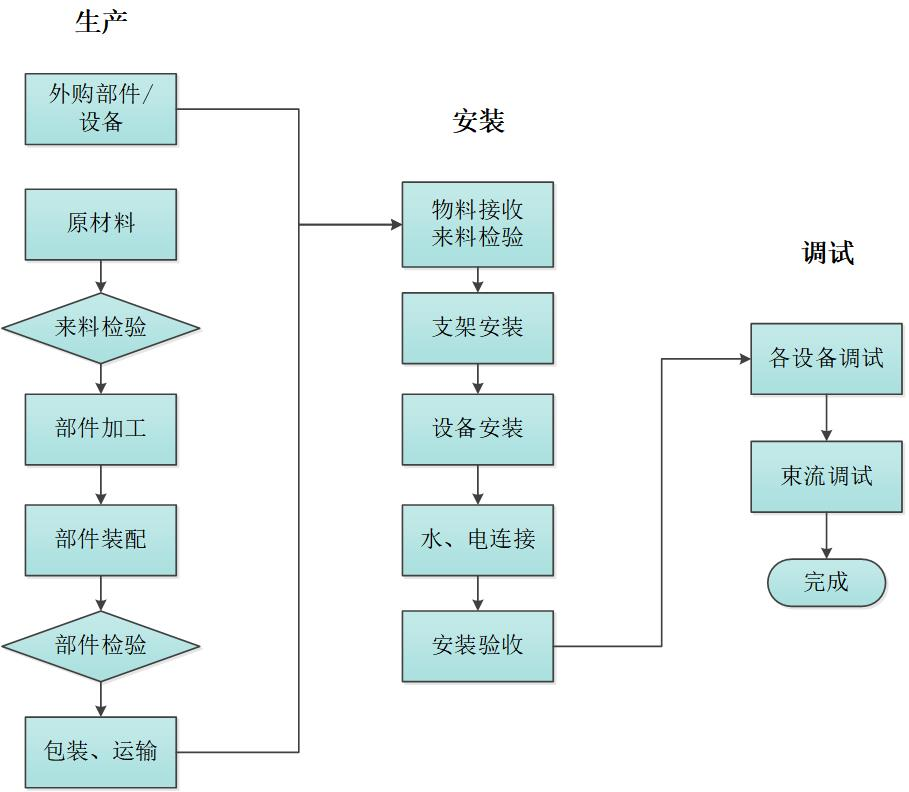 生产
外购部件/
设备
原材料
来料检验
部件加工
部件装配
部件检验
包装、运输
安装
物料接收
来料检验
支架安装
设备安装
水、电连接
安装验收
调试
各设备调试
束流调试
完成